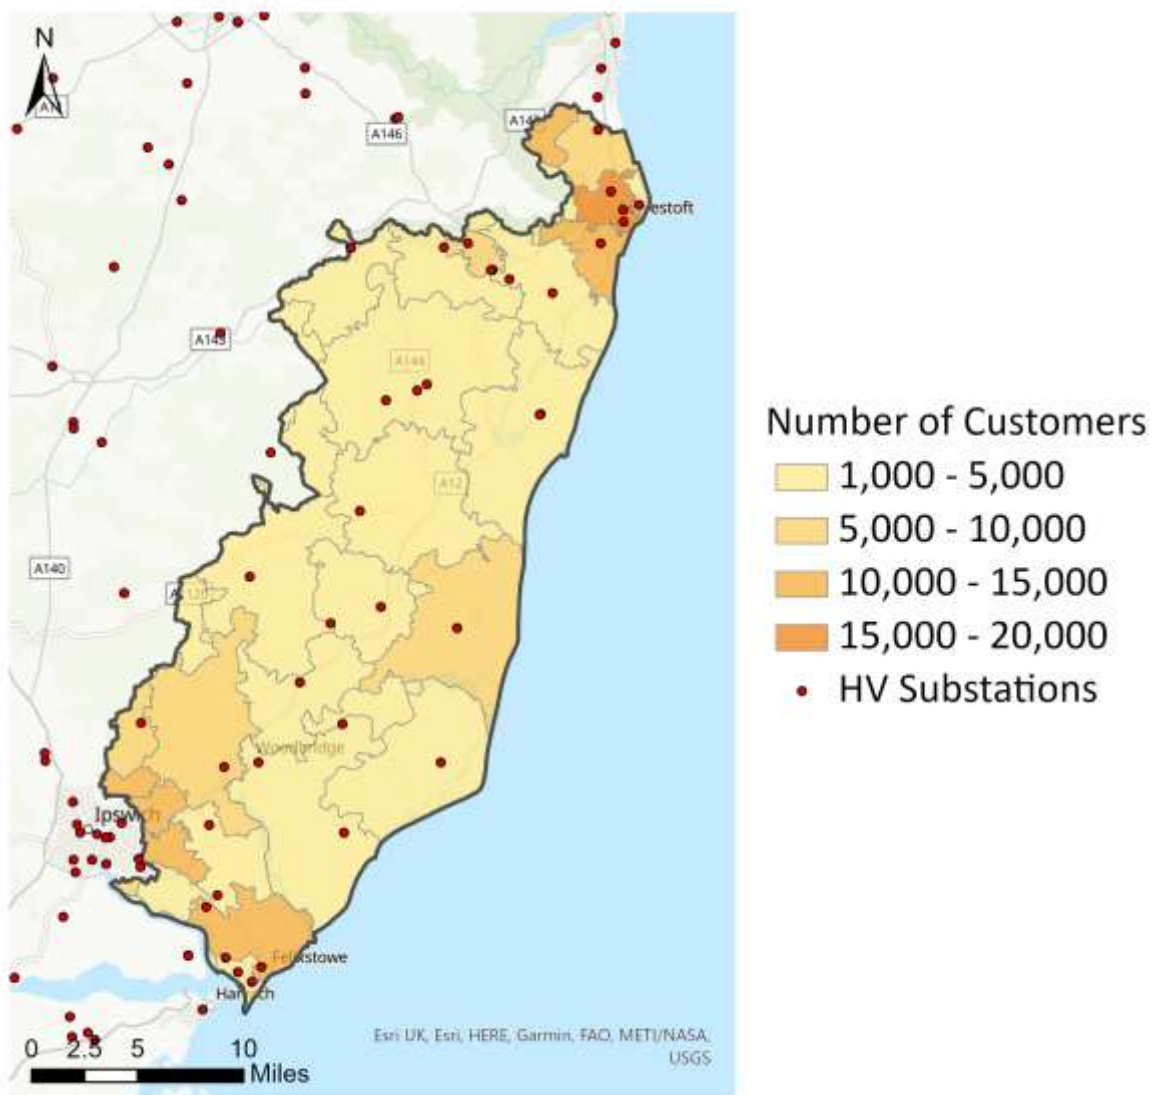 N
A146
A143
A140
A144
A12
estoft
Woodbridge
Ipswich
Felixstowe
Harwich
0 2.5 5 10
Miles
Esri UK, Esri, HERE, Garmin, FAO, METI/NASA,
USGS
Number of Customers
1,000 - 5,000
5,000 - 10,000
10,000 - 15,000
15,000 - 20,000
HV Substations